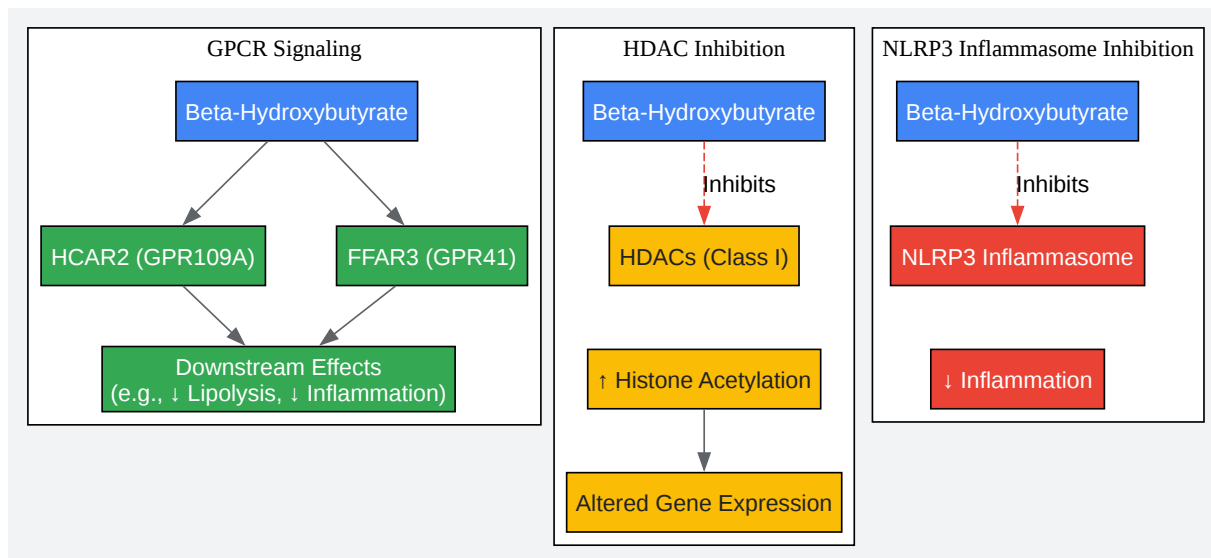 GPCR Signaling
Beta-Hydroxybutyrate
HCAR2 (GPR109A)
FFAR3 (GPR41)
Downstream Effects
(e.g., ↓ Lipolysis, ↓ Inflammation)
HDAC Inhibition
Beta-Hydroxybutyrate
Inhibits
HDACs (Class I)
↑ Histone Acetylation
Altered Gene Expression
NLRP3 Inflammasome Inhibition
Beta-Hydroxybutyrate
Inhibits
NLRP3 Inflammasome
↓ Inflammation